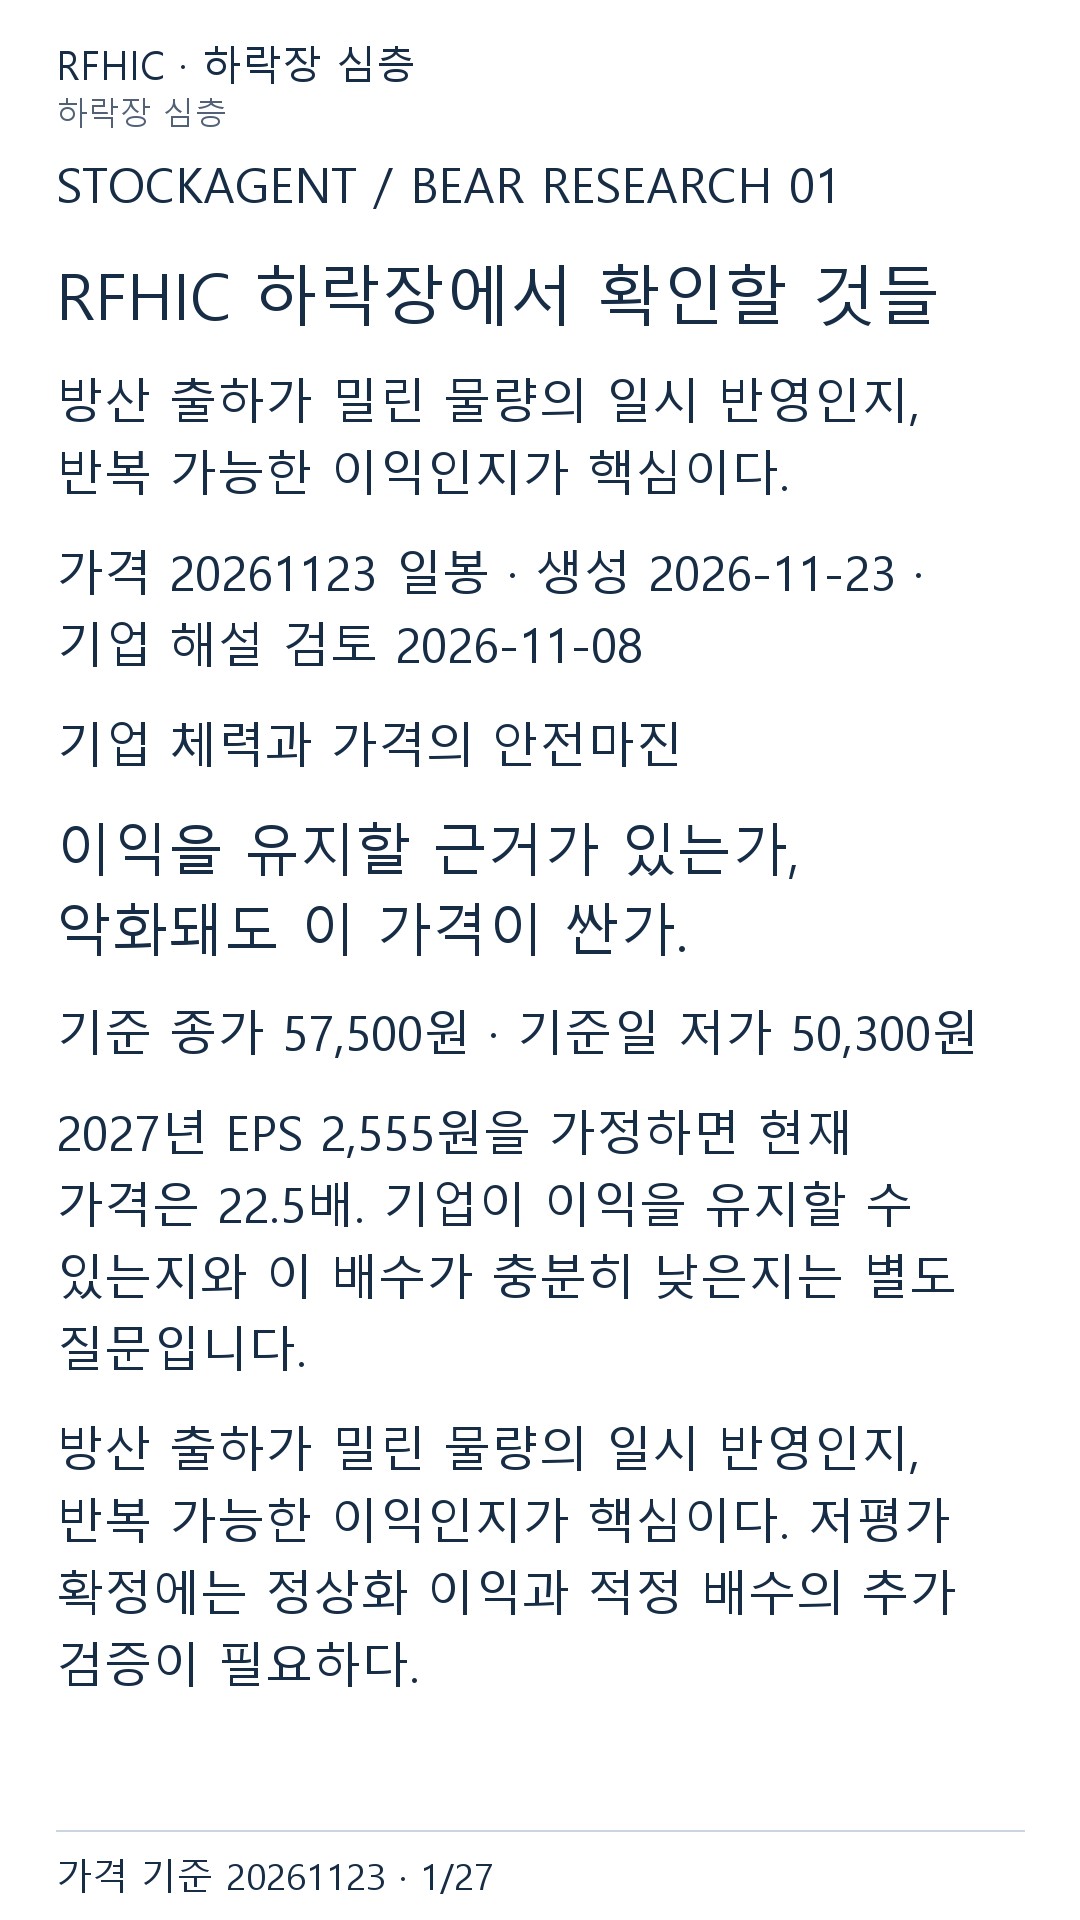 RFHIC · 하락장 심층
하락장 심층
STOCKAGENT / BEAR RESEARCH 01
RFHIC 하락장에서 확인할 것들
방산 출하가 밀린 물량의 일시 반영인지,
반복 가능한 이익인지가 핵심이다.
가격 20261123 일봉 · 생성 2026-11-23 ·
기업 해설 검토 2026-11-08
기업 체력과 가격의 안전마진
이익을 유지할 근거가 있는가,
악화돼도 이 가격이 싼가.
기준 종가 57,500원 · 기준일 저가 50,300원
2027년 EPS 2,555원을 가정하면 현재
가격은 22.5배. 기업이 이익을 유지할 수
있는지와 이 배수가 충분히 낮은지는 별도
질문입니다.
방산 출하가 밀린 물량의 일시 반영인지,
반복 가능한 이익인지가 핵심이다. 저평가
확정에는 정상화 이익과 적정 배수의 추가
검증이 필요하다.
가격 기준 20261123 · 1/27